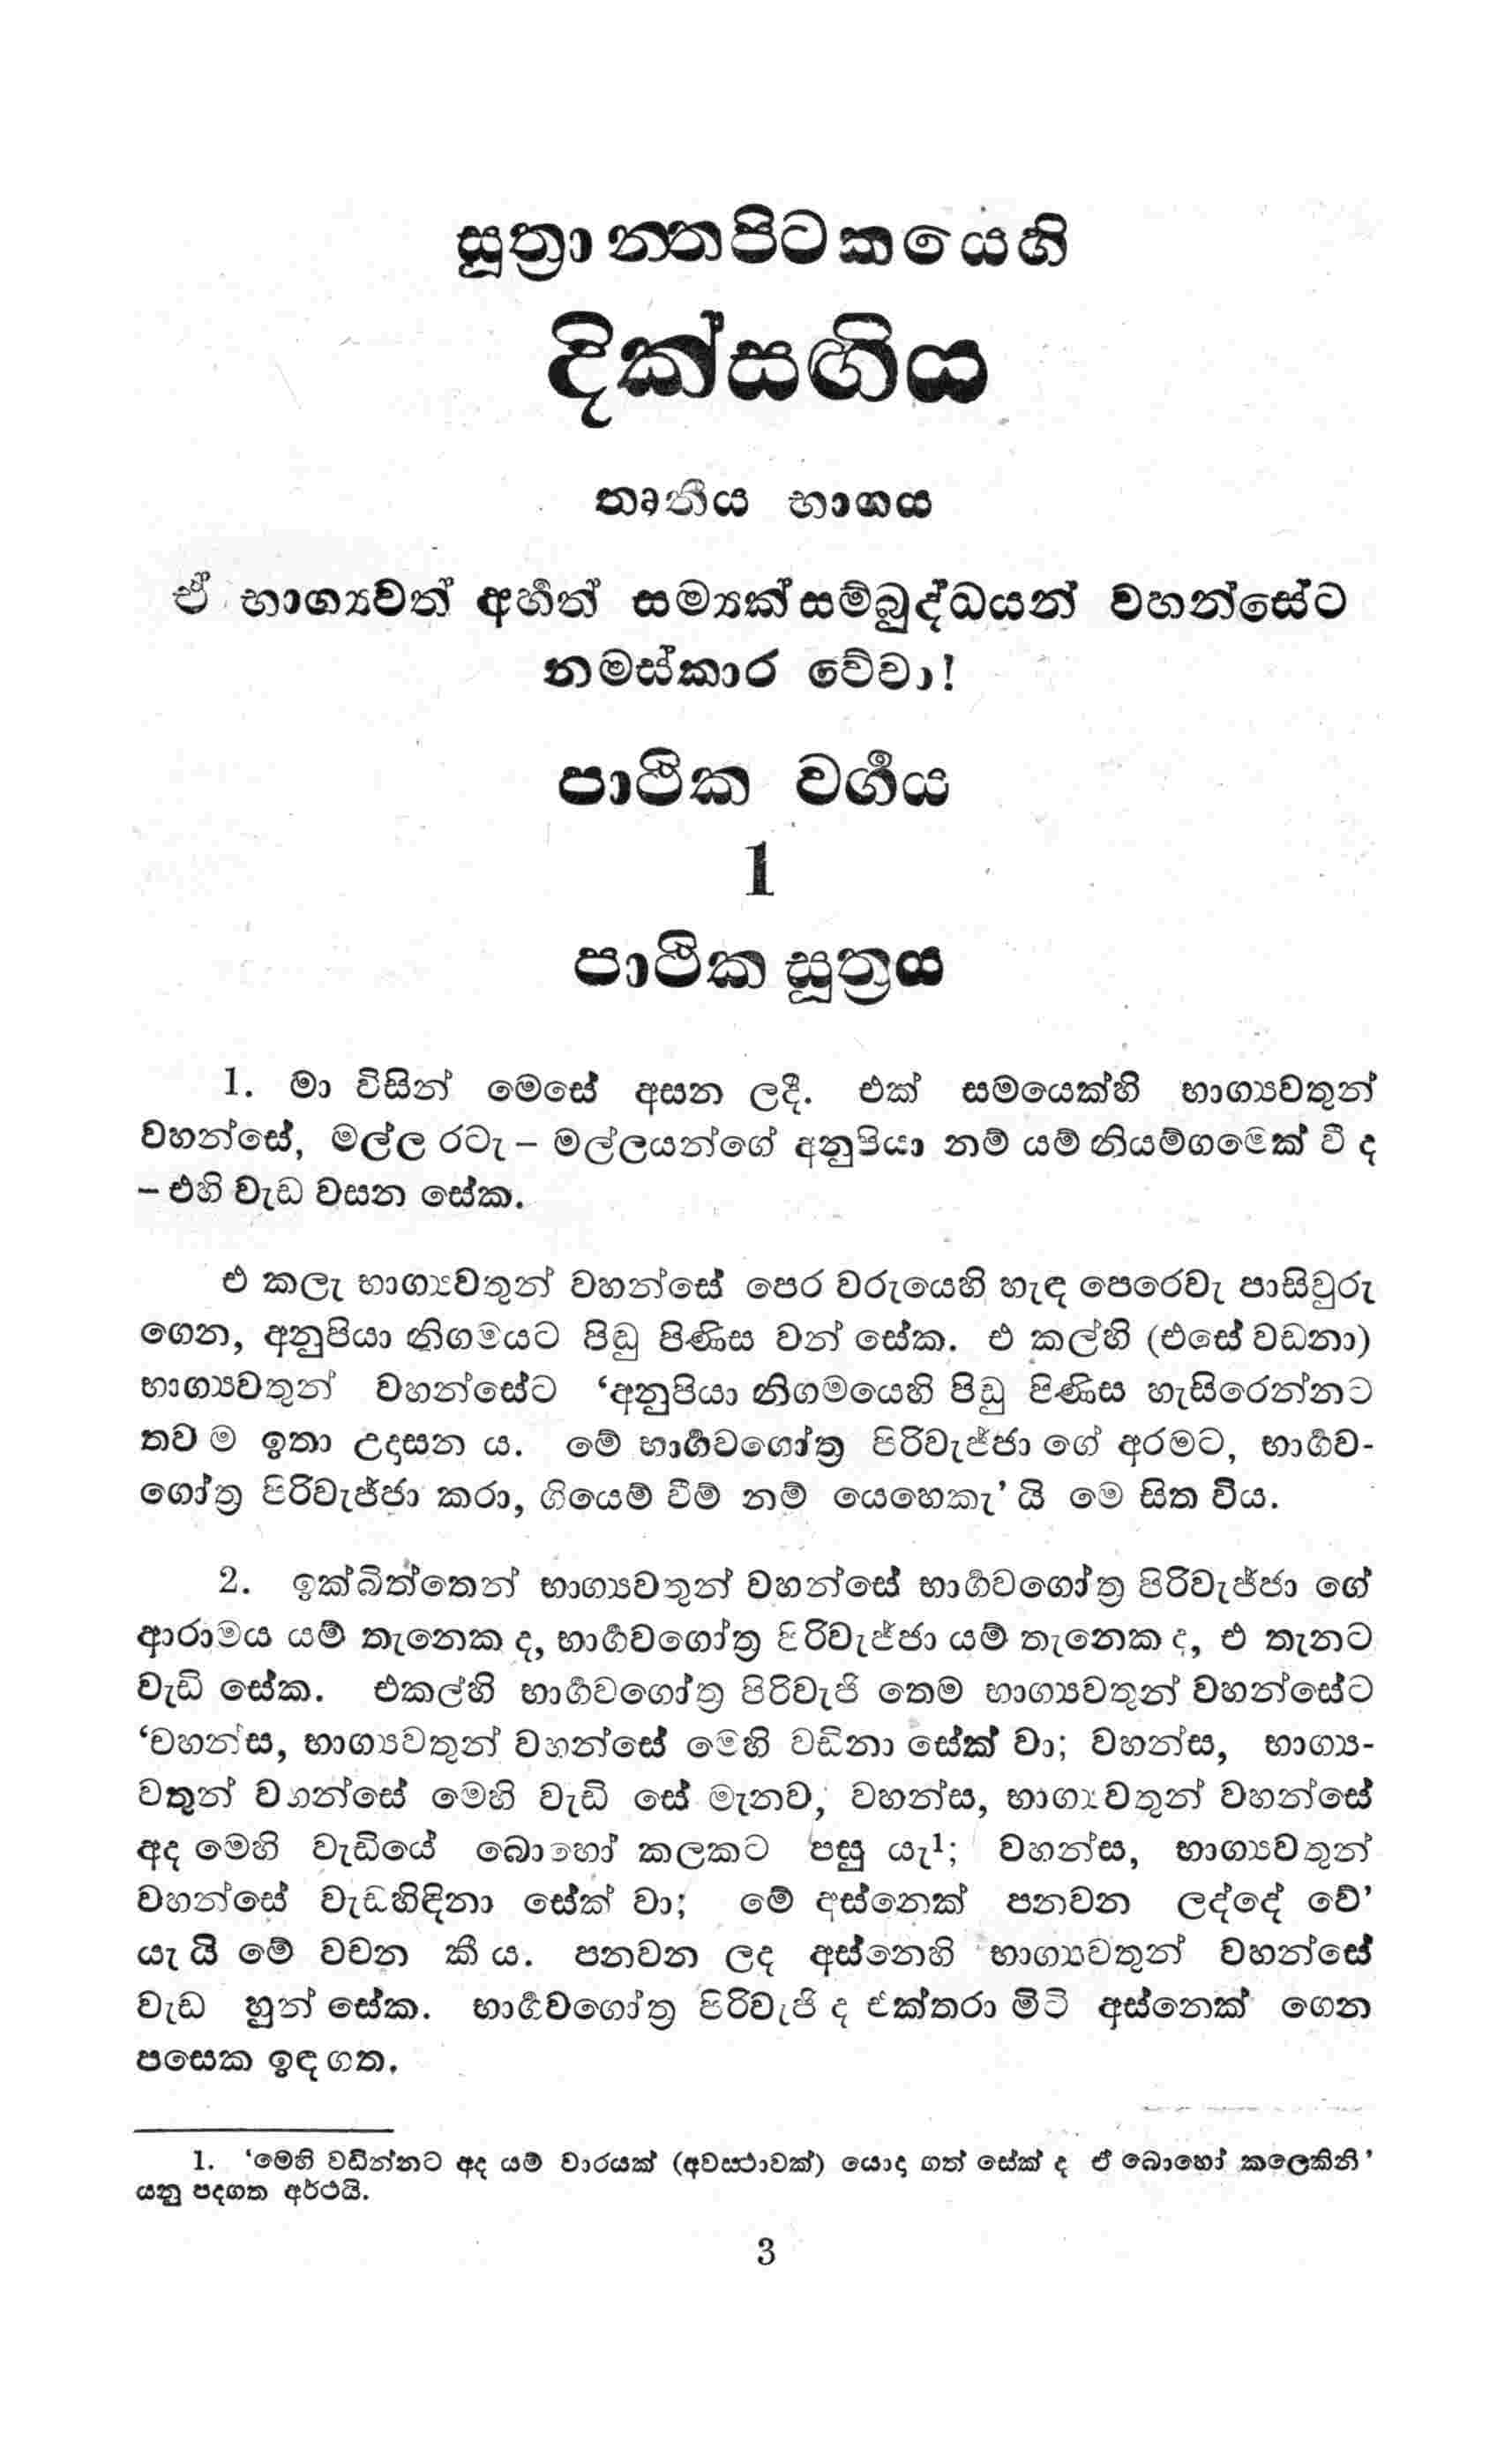 සූත්‍රාන්තපිටකයෙහි
දික්සඟිය
තෘතීය භාගය
ඒ භාග්‍යවත් අර්හත් සම්‍යක්සම්බුද්ධයන් වහන්සේට
නමස්කාර වේවා!
පාථික වර්ගය
1
පාථික සූත්‍රය
1. මා විසින් මෙසේ අසන ලදී. එක් සමයෙක්හි භාග්‍යවතුන්
වහන්සේ, මල්ල රටැ – මල්ලයන්ගේ අනුපියා නම් යම් නියම්ගමෙක් වී ද
– එහි වැඩ වසන සේක.
එ කලැ භාග්‍යවතුන් වහන්සේ පෙර වරුයෙහි හැඳ පෙරෙවැ පාසිවුරු
ගෙන, අනුපියා නිගමයට පිඬු පිණිස වන් සේක. එ කල්හි (එසේ වඩනා)
භාග්‍යවතුන් වහන්සේට ‘අනුපියා නිගමයෙහි පිඩු පිණිස හැසිරෙන්නට
තව ම ඉතා උදසන ය. මේ භාර්ගවගෝත්‍ර පිරිවැජ්ජා ගේ අරමට, භාර්ගව-
ගෝත්‍ර පිරිවැජ්ජා කරා, ගියෙම් වීම් නම් යෙහෙකැ’ යි මෙ සිත විය.
2. ඉක්බිත්තෙන් භාග්‍යවතුන් වහන්සේ භාර්ගවගෝත්‍ර පිරිවැජ්ජා ගේ
ආරාමය යම් තැනෙක ද, භාර්ගවගෝත්‍ර පිරිවැජ්ජා යම් තැනෙක ද, එ තැනට
වැඩි සේක. එකල්හි භාර්ගවගෝත්‍ර පිරිවැජි තෙම භාග්‍යවතුන් වහන්සේට
‘වහන්ස, භාග්‍යවතුන් වහන්සේ මෙහි වඩිනා සේක් වා; වහන්ස, භාග්‍ය-
වතුන් වහන්සේ මෙහි වැඩි සේ මැනව; වහන්ස, භාග්‍යවතුන් වහන්සේ
අද මෙහි වැඩියේ බොහෝ කලකට පසු යැ¹; වහන්ස, භාග්‍යවතුන්
වහන්සේ වැඩහිඳිනා සේක් වා; මේ අස්නෙක් පනවන ලද්දේ වේ’
යැ යි මේ වචන කී ය. පනවන ලද අස්නෙහි භාග්‍යවතුන් වහන්සේ
වැඩ හුන් සේක. භාර්ගවගෝත්‍ර පිරිවැජි ද එක්තරා මිටි අස්නෙක් ගෙන
පසෙක ඉඳ ගත.
1. ‘මෙහි වඩින්නට අද යම් වාරයක් (අවස්ථාවක්) යොද ගත් සේක් ද ඒ බොහෝ කලෙකිනි’
යනු පදගත අර්ථයි.
3